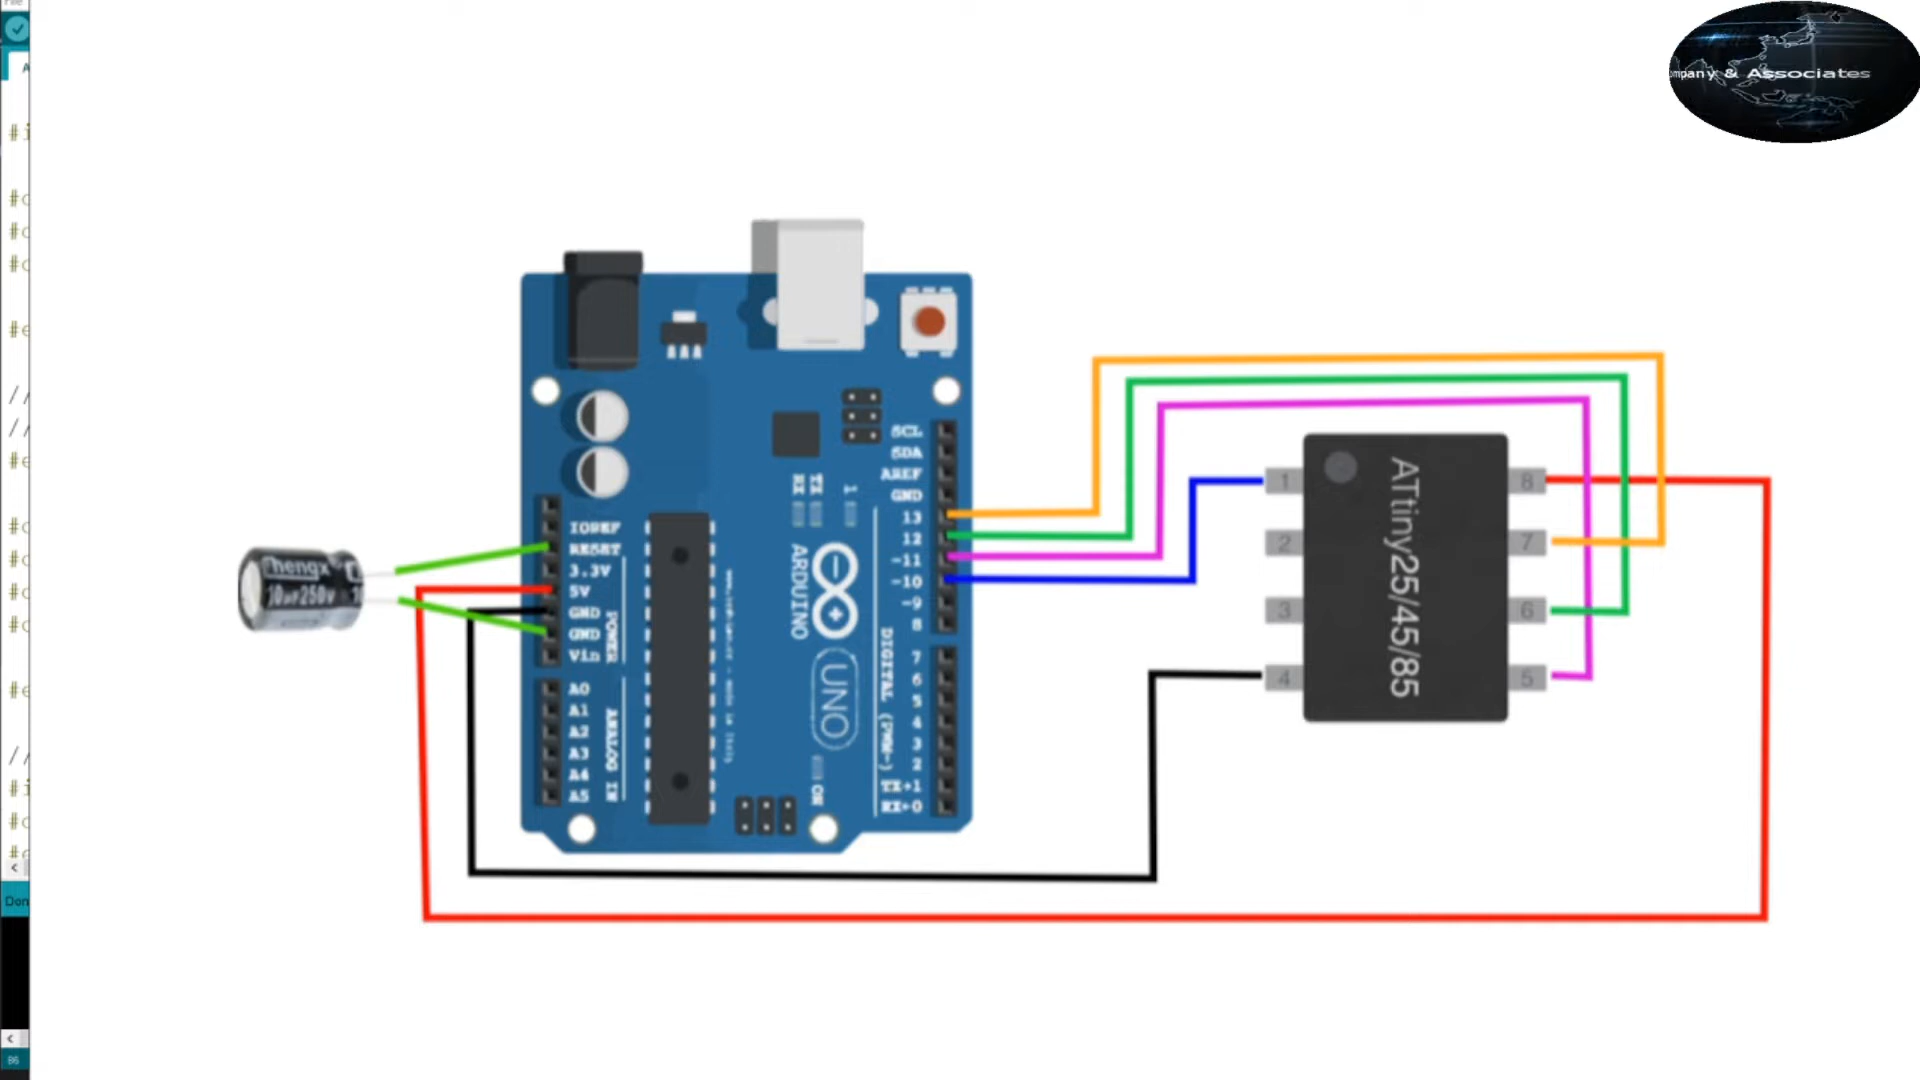 mpany & Associates
SCL
SDA
AREF
GND
13
12
~11
~10
~9
8
7
6
5
4
3
2
TX→1
RX←0
DIGITAL (PWM~)
IOREF
RESET
3.3V
5V
GND
GND
Vin
POWER
A0
A1
A2
A3
A4
A5
ANALOG IN
RX
TX
ARDUINO
UNO
ON
hengx
10µF250v
1
2
3
4
ATtiny25/45/85
8
7
6
5
Don